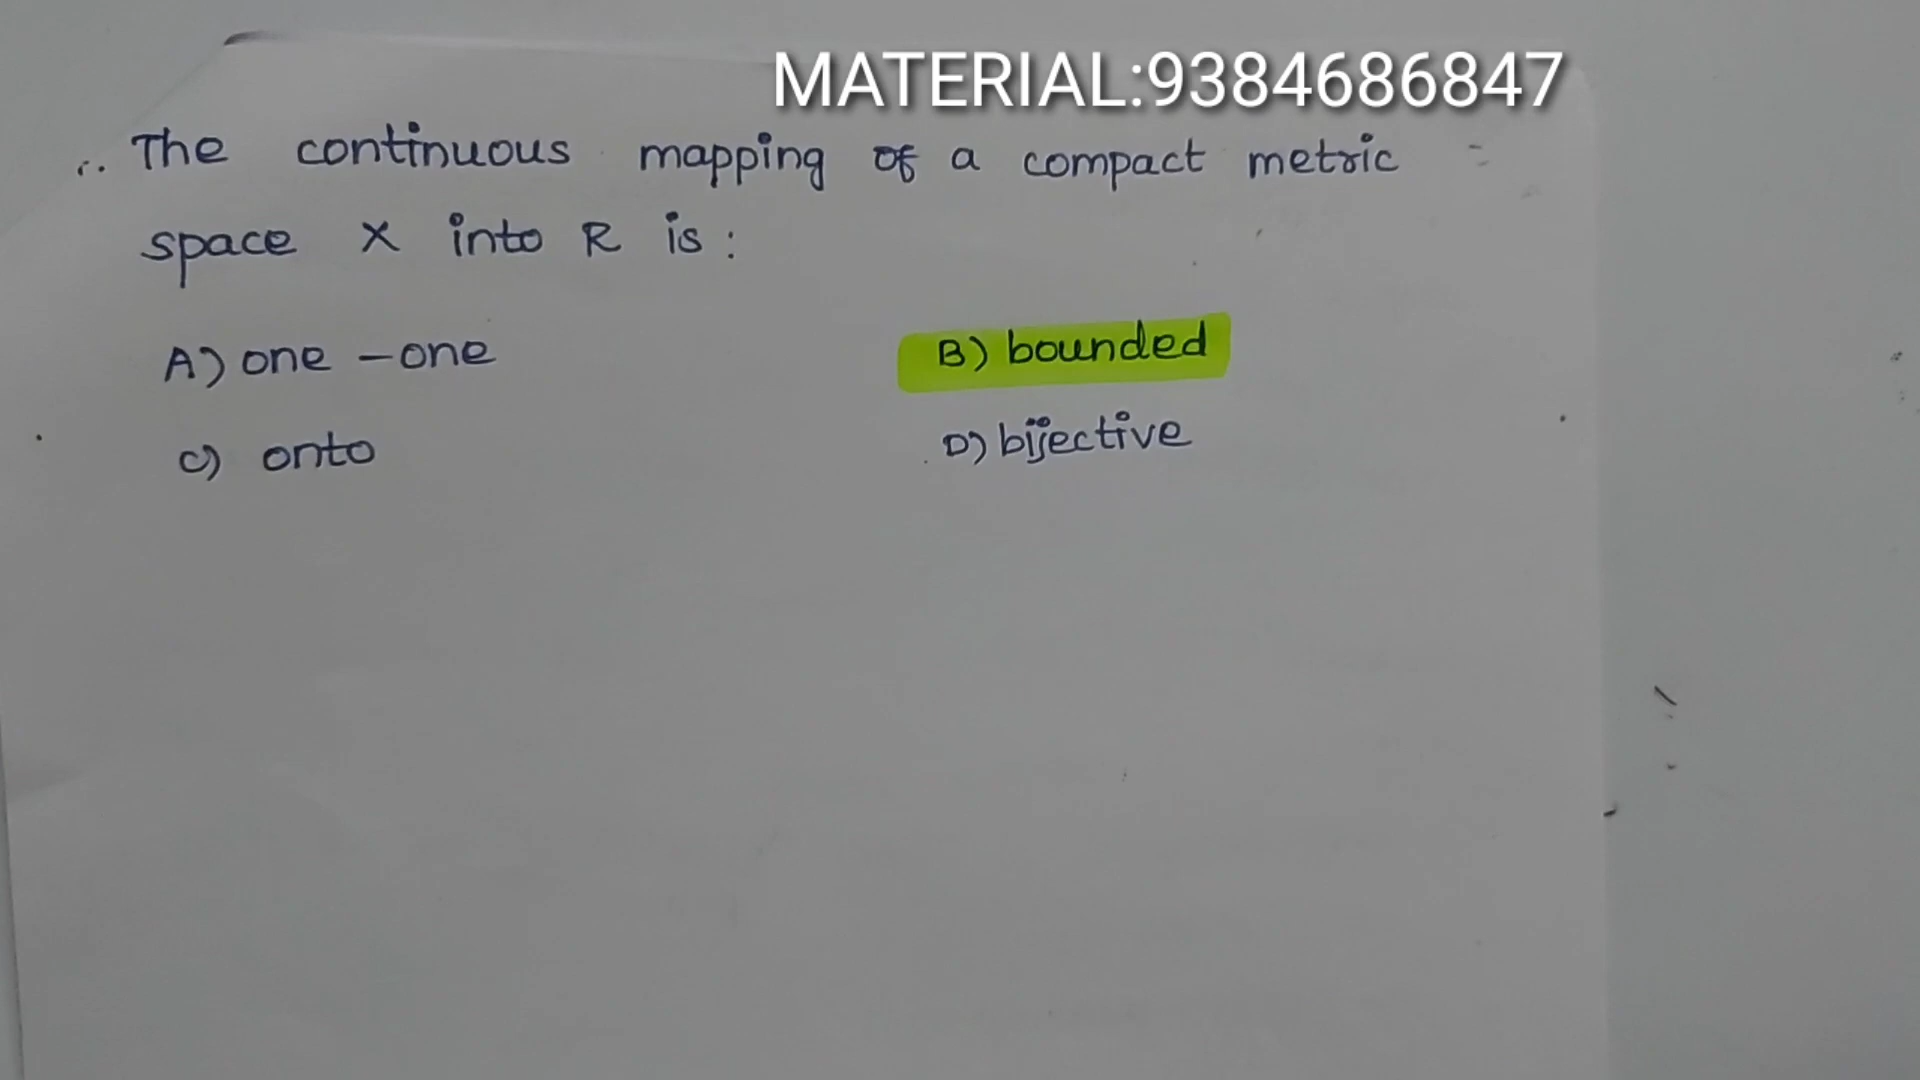 MATERIAL:9384686847
The continuous mapping of a compact metric
space X into R is :
A) one - one B) bounded
C) onto D) bijective